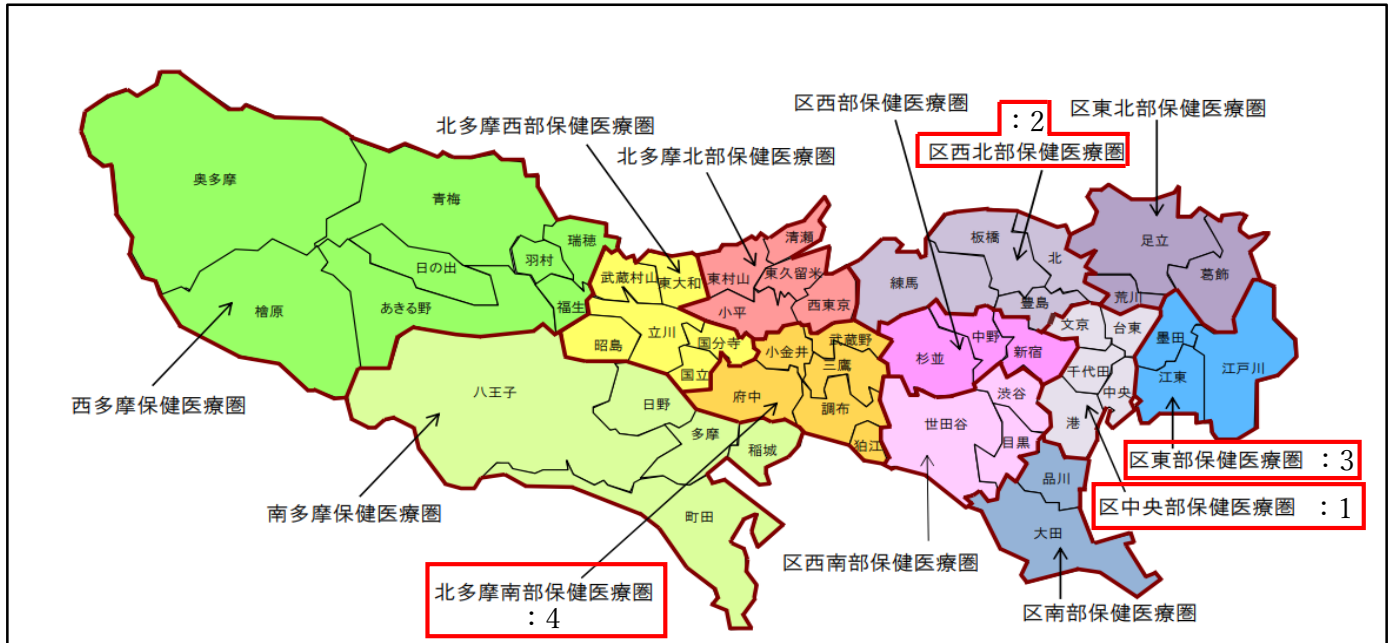 区西部保健医療圏
：2
区東北部保健医療圏
北多摩西部保健医療圏
北多摩北部保健医療圏
区西北部保健医療圏
奥多摩
青梅
瑞穂
羽村
日の出
あきる野
福生
檜原
西多摩保健医療圏
武蔵村山
東大和
昭島
立川
国分寺
国立
清瀬
東村山
東久留米
小平
西東京
小金井
武蔵野
三鷹
府中
調布
狛江
八王子
日野
多摩
稲城
町田
南多摩保健医療圏
板橋
北
練馬
豊島
足立
葛飾
荒川
杉並
中野
新宿
文京
台東
千代田
中央
港
墨田
江東
江戸川
渋谷
世田谷
目黒
品川
大田
区東部保健医療圏 ：3
区中央部保健医療圏 ：1
区西南部保健医療圏
北多摩南部保健医療圏
：4
区南部保健医療圏